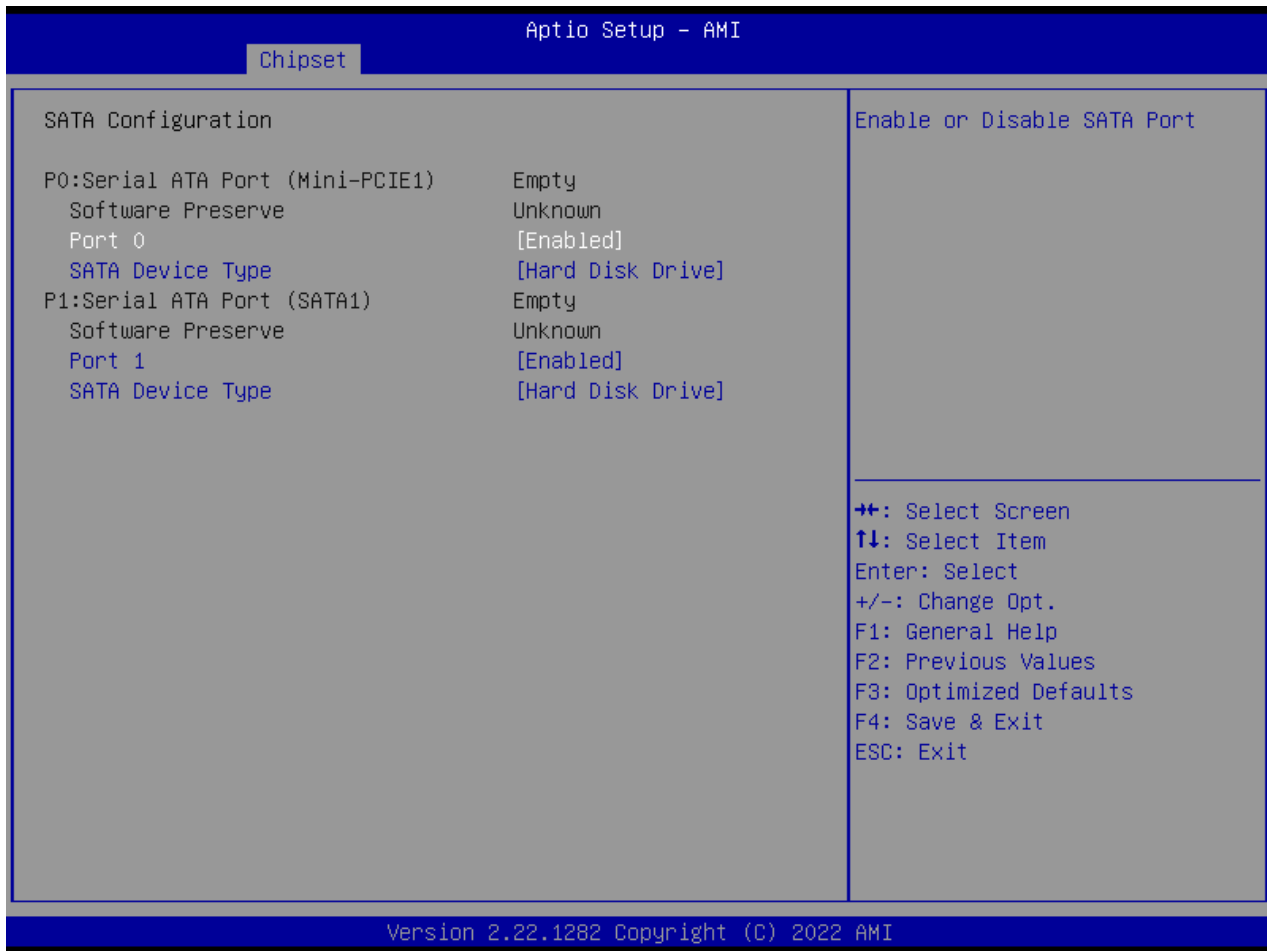 Aptio Setup – AMI
Chipset
SATA Configuration
P0:Serial ATA Port (Mini-PCIE1) Empty
Software Preserve Unknown
Port 0 [Enabled]
SATA Device Type [Hard Disk Drive]
P1:Serial ATA Port (SATA1) Empty
Software Preserve Unknown
Port 1 [Enabled]
SATA Device Type [Hard Disk Drive]
Enable or Disable SATA Port
→←: Select Screen
↑↓: Select Item
Enter: Select
+/-: Change Opt.
F1: General Help
F2: Previous Values
F3: Optimized Defaults
F4: Save & Exit
ESC: Exit
Version 2.22.1282 Copyright (C) 2022 AMI